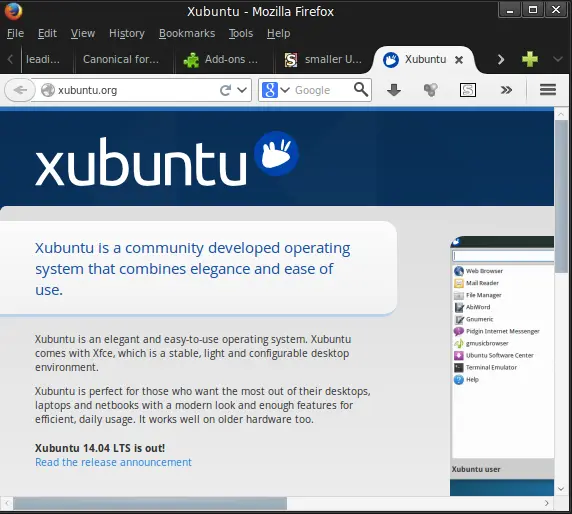 Xubuntu - Mozilla Firefox
File Edit View History Bookmarks Tools Help
leadi... Canonical for... Add-ons ... smaller U... Xubuntu
xubuntu.org Google
xubuntu
Xubuntu is a community developed operating
system that combines elegance and ease of
use.
Xubuntu is an elegant and easy-to-use operating system. Xubuntu
comes with Xfce, which is a stable, light and configurable desktop
environment.
Xubuntu is perfect for those who want the most out of their desktops,
laptops and netbooks with a modern look and enough features for
efficient, daily usage. It works well on older hardware too.
Xubuntu 14.04 LTS is out!
Read the release announcement
Web Browser
Mail Reader
File Manager
AbiWord
Gnumeric
Pidgin Internet Messenger
gmusicbrowser
Ubuntu Software Center
Terminal Emulator
Help
Xubuntu user